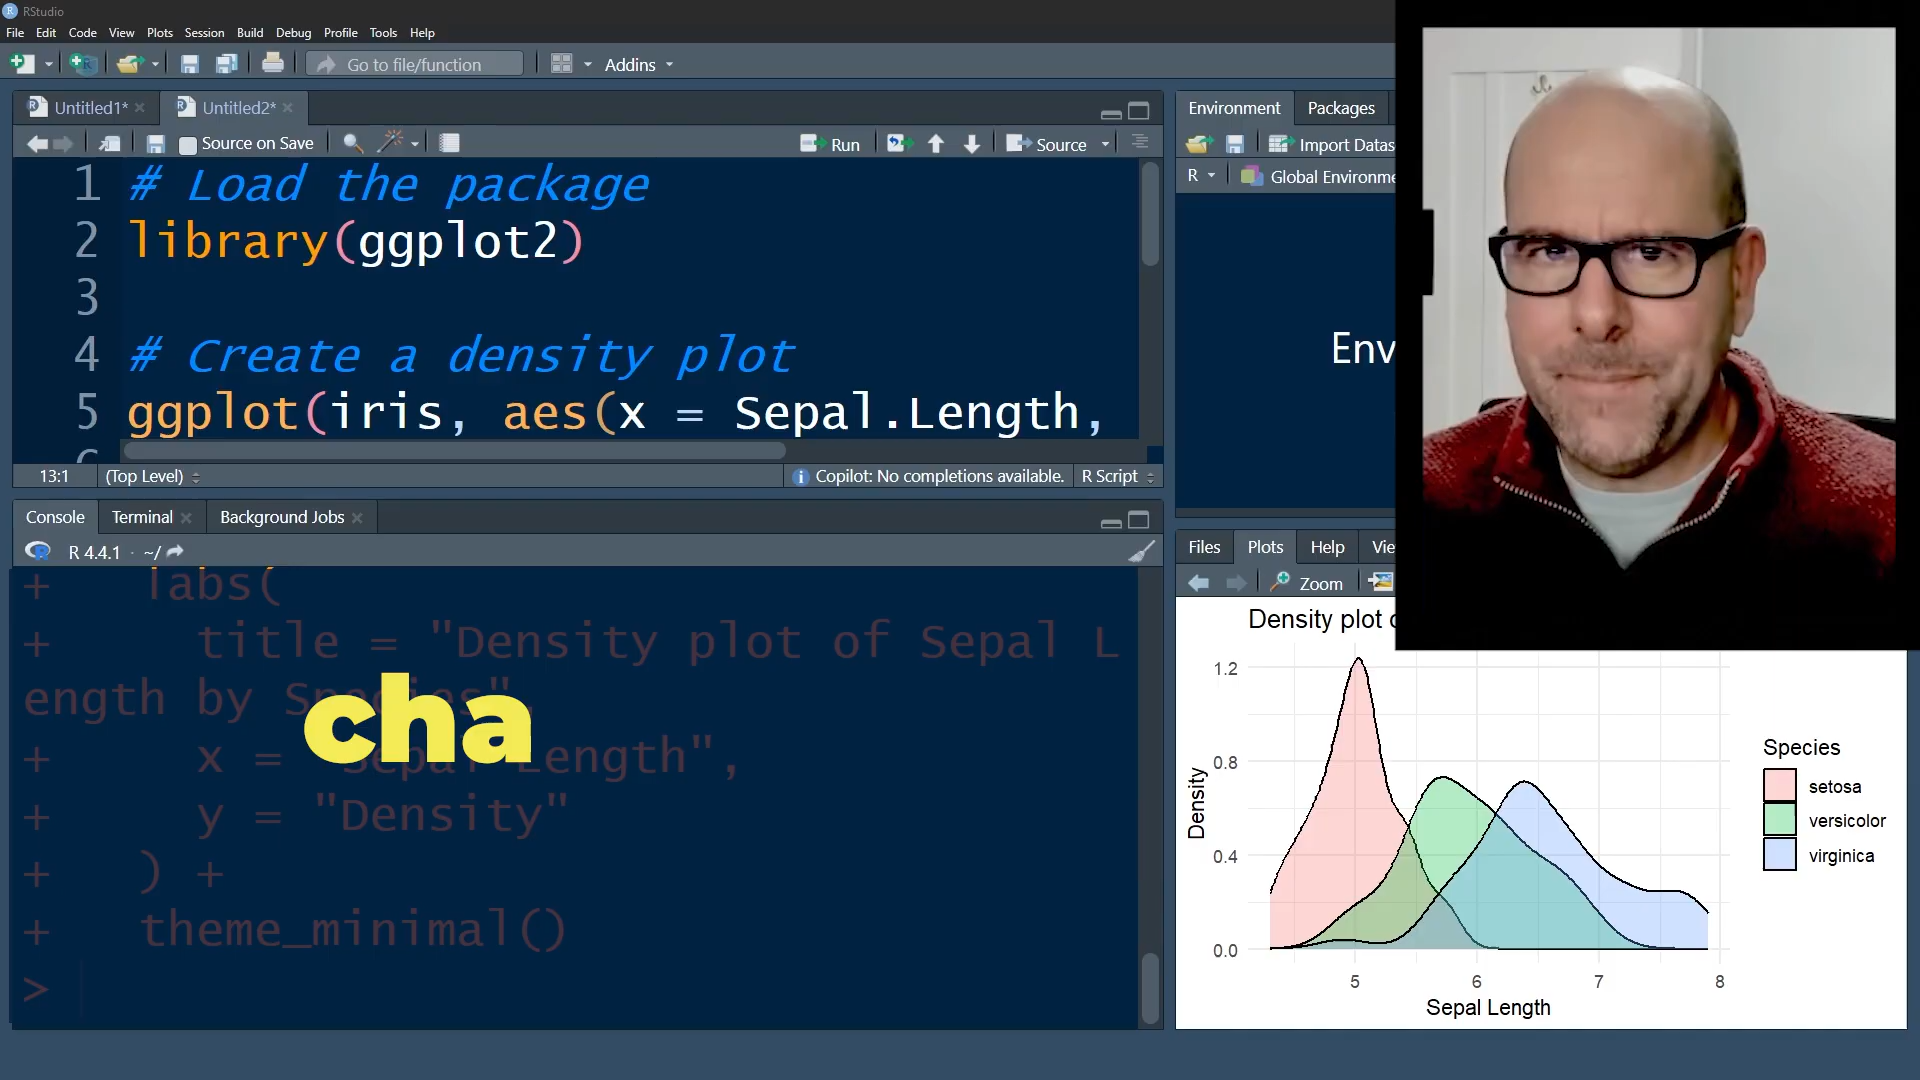 RStudio
File Edit Code View Plots Session Build Debug Profile Tools Help
Go to file/function Addins
Untitled1* Untitled2*
Source on Save Run Source
1 # Load the package
2 library(ggplot2)
3
4 # Create a density plot
5 ggplot(iris, aes(x = Sepal.Length,
13:1 (Top Level) Copilot: No completions available. R Script
Console Terminal Background Jobs
R 4.4.1 · ~/
+ labs(
+ title = "Density plot of Sepal L
ength by Species",
cha
+ x = "Sepal Length",
+ y = "Density"
+ ) +
+ theme_minimal()
>
Environment Packages
Import Datas
R Global Environme
Env
Files Plots Help Vie
Zoom
Density plot
1.2
0.8
0.4
0.0
Density
5 6 7 8
Sepal Length
Species
setosa
versicolor
virginica